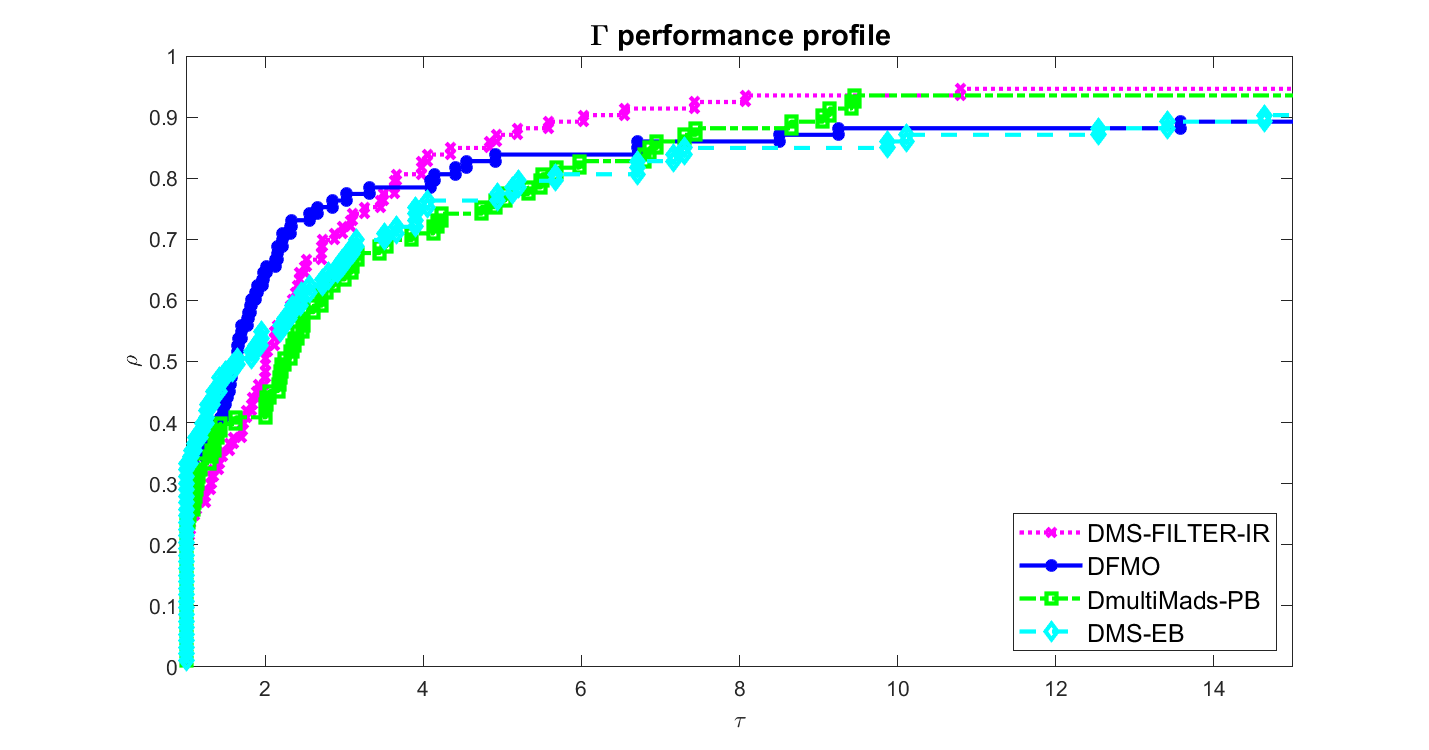 Γ performance profile
1
0.9
0.8
0.7
0.6
0.5
0.4
0.3
0.2
0.1
0
ρ
2 4 6 8 10 12 14
τ
DMS-FILTER-IR
DFMO
DmultiMads-PB
DMS-EB